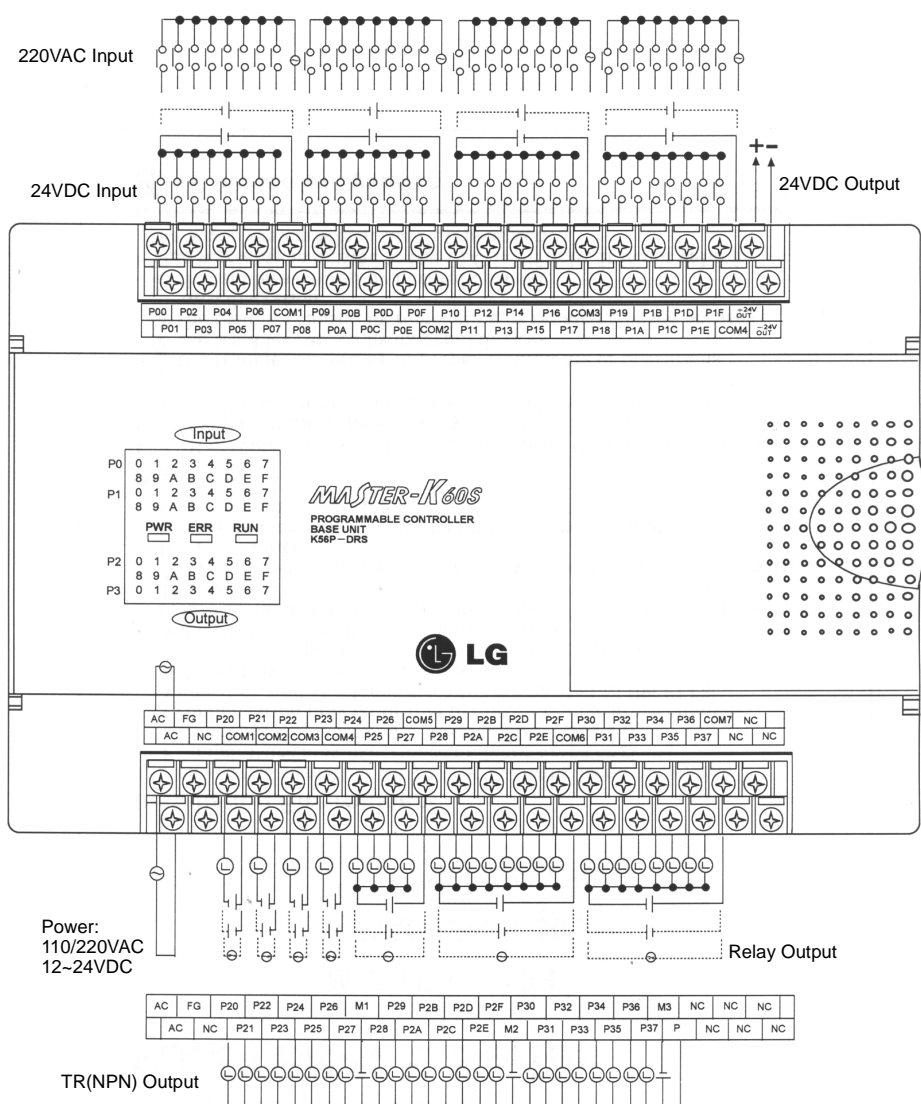 220VAC Input
+ -
24VDC Input
24VDC Output
P00 P02 P04 P06 COM1 P09 P0B P0D P0F P10 P12 P14 P16 COM3 P19 P1B P1D P1F +24V OUT
P01 P03 P05 P07 P08 P0A P0C P0E COM2 P11 P13 P15 P17 P18 P1A P1C P1E COM4 -24V OUT
Input
P0 0 1 2 3 4 5 6 7
8 9 A B C D E F
P1 0 1 2 3 4 5 6 7
8 9 A B C D E F
PWR ERR RUN
P2 0 1 2 3 4 5 6 7
8 9 A B C D E F
P3 0 1 2 3 4 5 6 7
Output
MASTER-K60S
PROGRAMMABLE CONTROLLER
BASE UNIT
K56P-DRS
LG
AC FG P20 P21 P22 P23 P24 P26 COM5 P29 P2B P2D P2F P30 P32 P34 P36 COM7 NC
AC NC COM1 COM2 COM3 COM4 P25 P27 P28 P2A P2C P2E COM6 P31 P33 P35 P37 NC NC
Power:
110/220VAC
12~24VDC
Relay Output
AC FG P20 P22 P24 P26 M1 P29 P2B P2D P2F P30 P32 P34 P36 M3 NC NC NC
AC NC P21 P23 P25 P27 P28 P2A P2C P2E M2 P31 P33 P35 P37 P NC NC NC
TR(NPN) Output